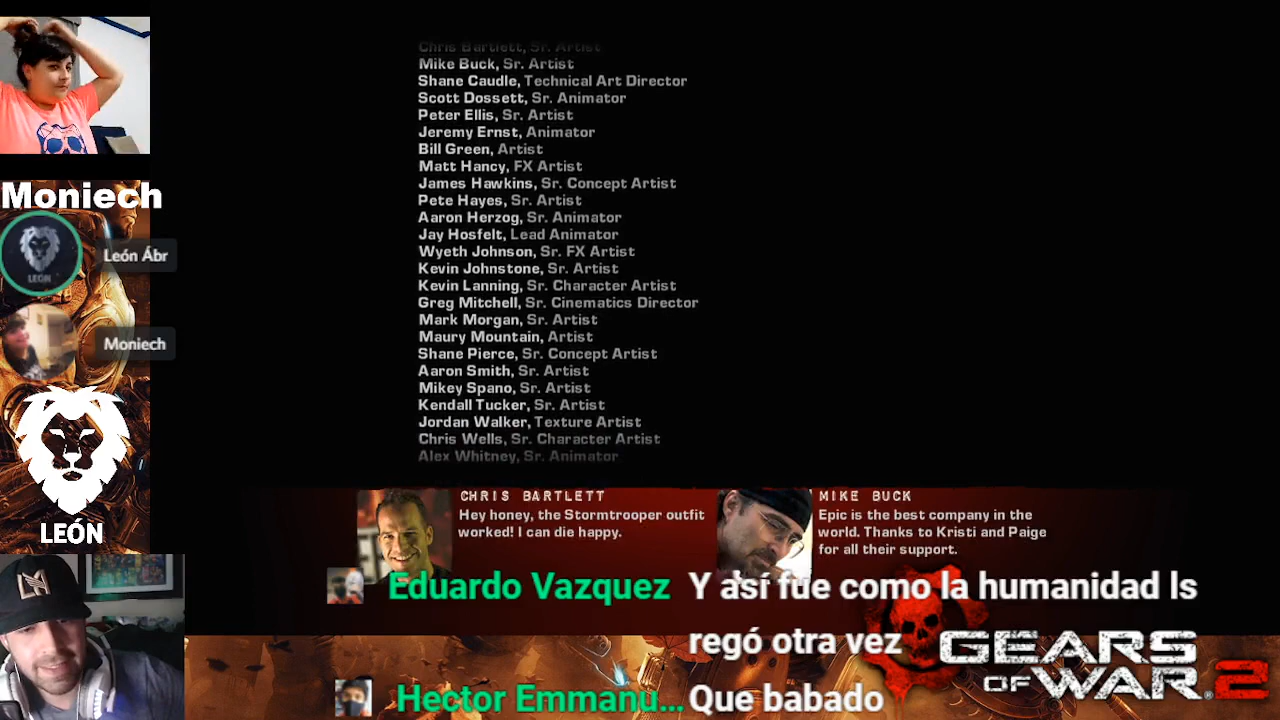 Chris Bartlett, Sr. Artist
Mike Buck, Sr. Artist
Shane Caudle, Technical Art Director
Scott Dossett, Sr. Animator
Peter Ellis, Sr. Artist
Jeremy Ernst, Animator
Bill Green, Artist
Matt Hancy, FX Artist
James Hawkins, Sr. Concept Artist
Pete Hayes, Sr. Artist
Aaron Herzog, Sr. Animator
Jay Hosfelt, Lead Animator
Wyeth Johnson, Sr. FX Artist
Kevin Johnstone, Sr. Artist
Kevin Lanning, Sr. Character Artist
Greg Mitchell, Sr. Cinematics Director
Mark Morgan, Sr. Artist
Maury Mountain, Artist
Shane Pierce, Sr. Concept Artist
Aaron Smith, Sr. Artist
Mikey Spano, Sr. Artist
Kendall Tucker, Sr. Artist
Jordan Walker, Texture Artist
Chris Wells, Sr. Character Artist
Alex Whitney, Sr. Animator
Moniech
León Ábr
LEÓN
Moniech
LEÓN
CHRIS BARTLETT
Hey honey, the Stormtrooper outfit
worked! I can die happy.
MIKE BUCK
Epic is the best company in the
world. Thanks to Kristi and Paige
for all their support.
Eduardo Vazquez Y así fue como la humanidad ls
regó otra vez
Hector Emmanu... Que babado
GEARS
OF WAR 2